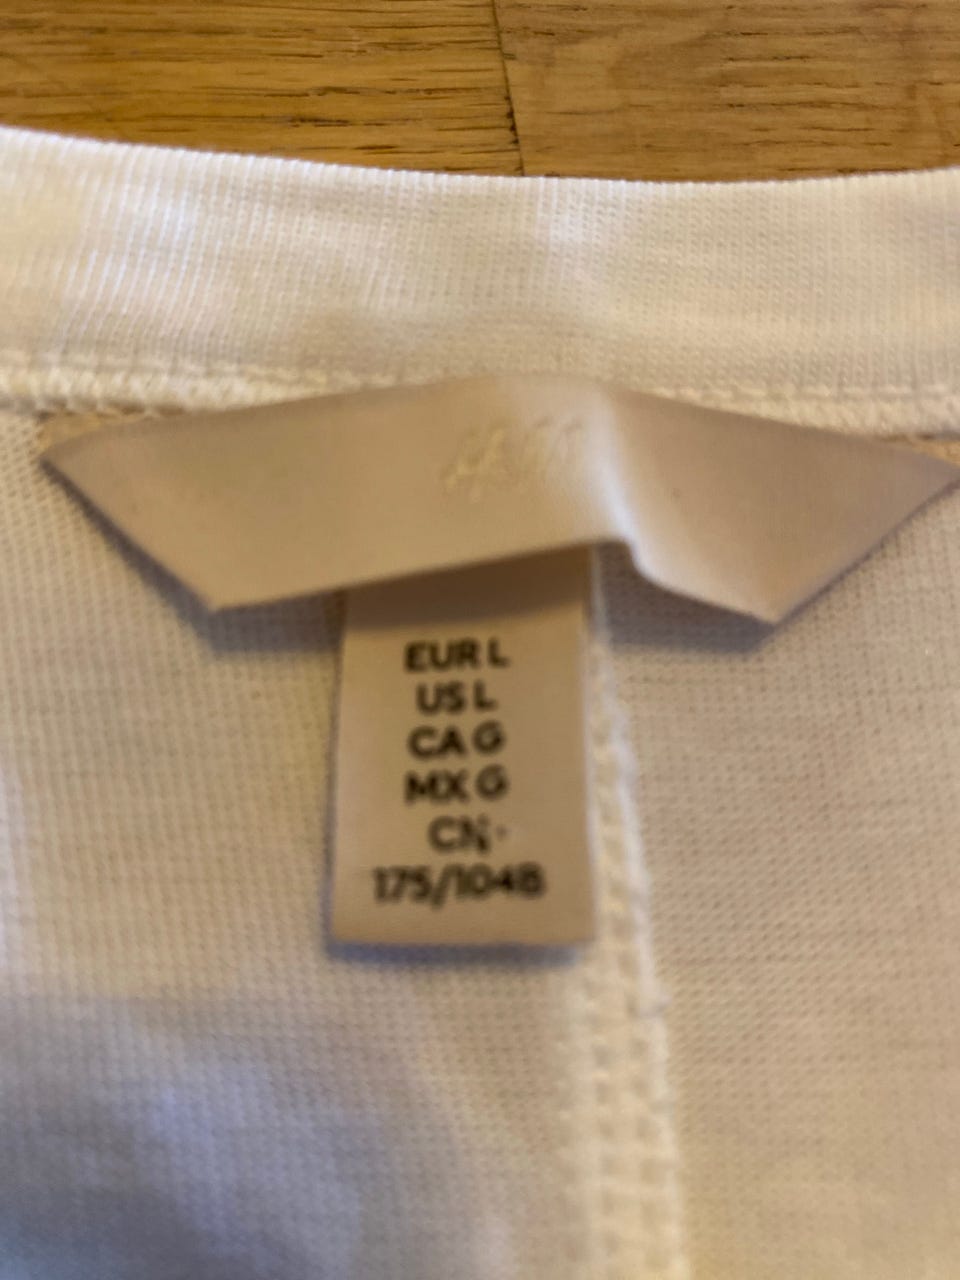 H&M
EUR L
US L
CA G
MX G
CN·
175/104B